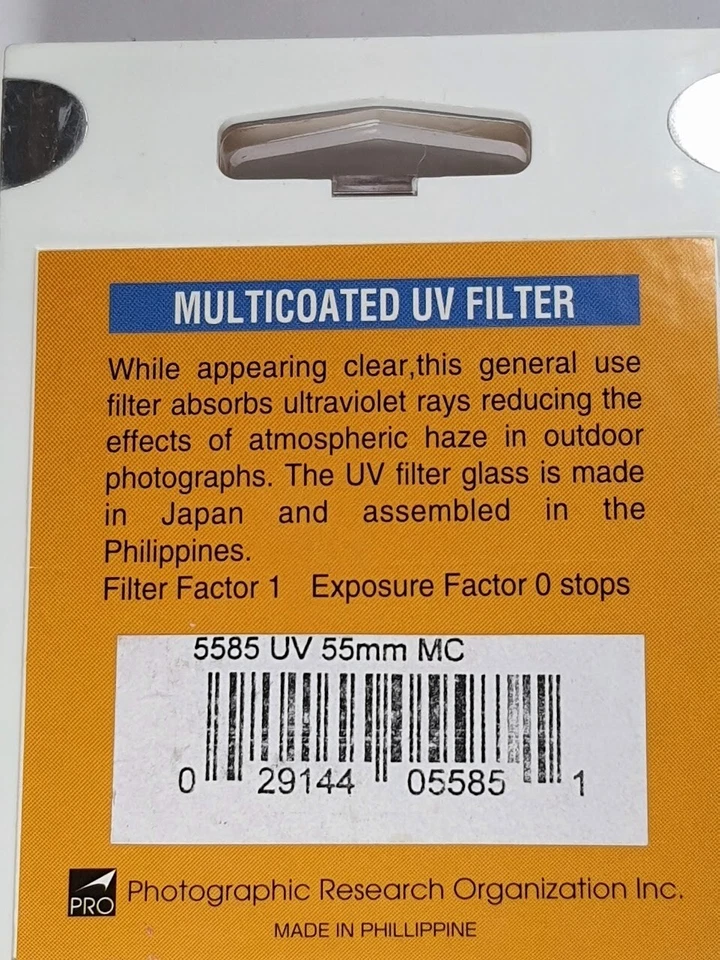 MULTICOATED UV FILTER
While appearing clear,this general use
filter absorbs ultraviolet rays reducing the
effects of atmospheric haze in outdoor
photographs. The UV filter glass is made
in Japan and assembled in the
Philippines.
Filter Factor 1 Exposure Factor 0 stops
5585 UV 55mm MC
0 29144 05585 1
PRO Photographic Research Organization Inc.
MADE IN PHILLIPPINE